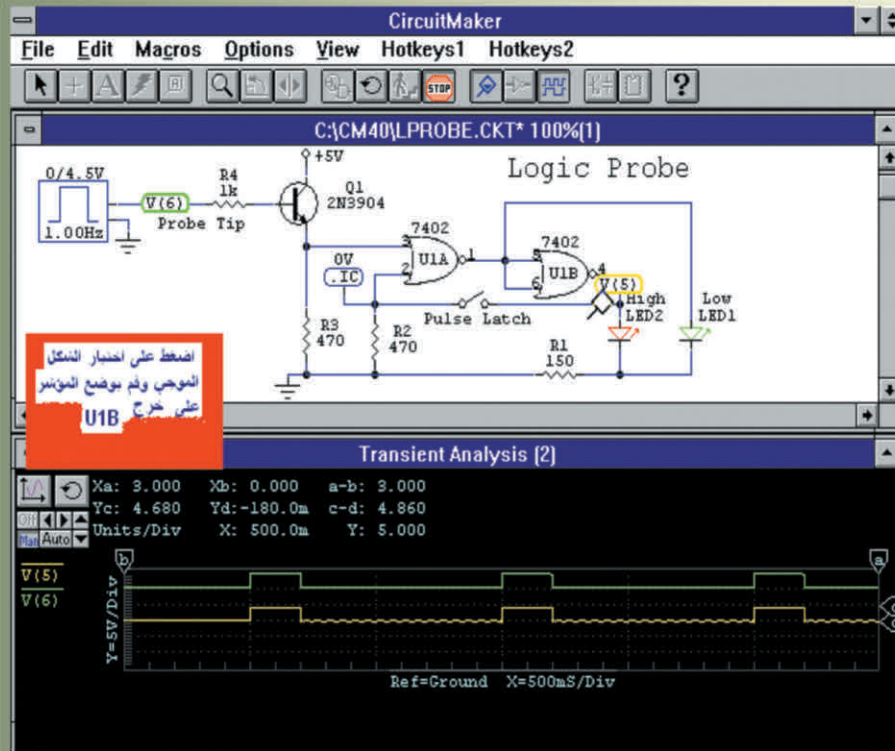 CircuitMaker
File Edit Macros Options View Hotkeys1 Hotkeys2
STOP
C:\CM40\LPROBE.CKT* 100%(1)
+5V
Logic Probe
0/4.5V
R4
1k
Q1
2N3904
V(6)
Probe Tip
1.00Hz
7402
3
2
U1A
1
7402
5
6
U1B
4
0V
.IC
V(5)
High
LED2
Low
LED1
Pulse Latch
R3
470
R2
470
R1
150
اضغط على اختبار الشكل
الموجي وقم بوضع المؤشر
على خرج U1B
Transient Analysis (2)
Xa: 3.000 Xb: 0.000 a-b: 3.000
Yc: 4.680 Yd:-180.0m c-d: 4.860
Units/Div X: 500.0m Y: 5.000
Off
Man Auto
b
a
V(5)
V(6)
Y=5V/Div
Ref=Ground X=500mS/Div